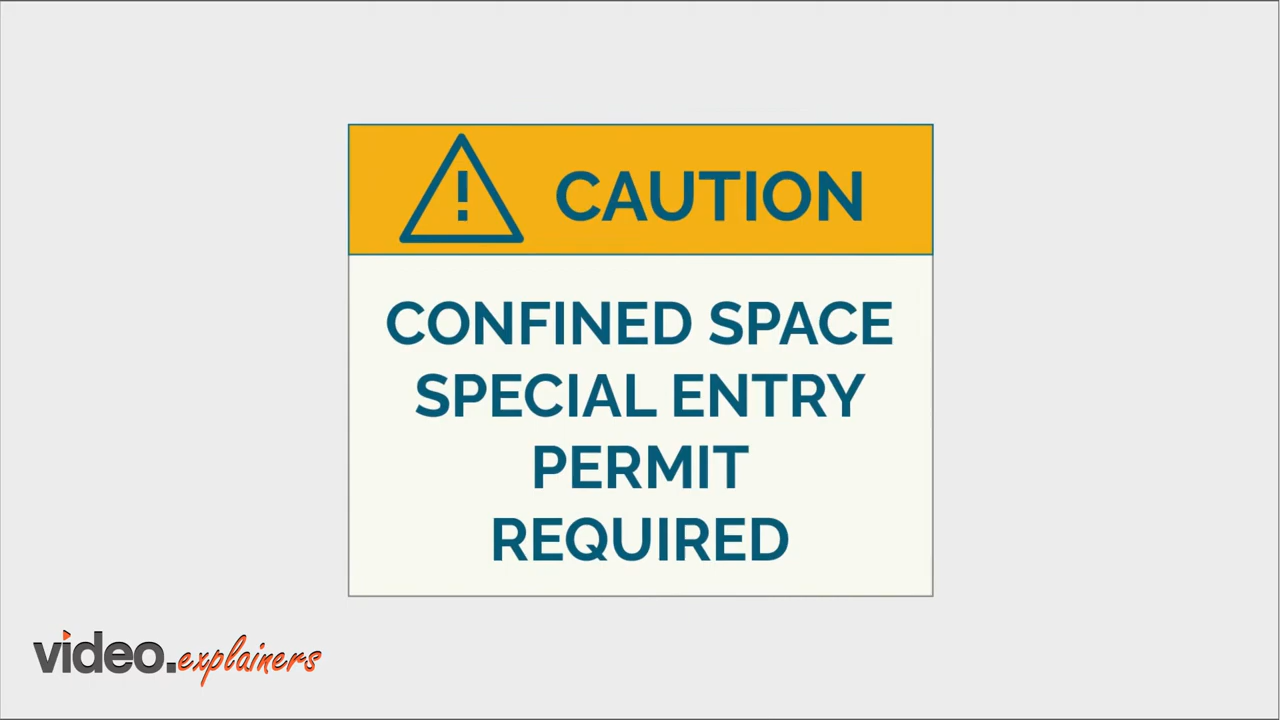 CAUTION
CONFINED SPACE
SPECIAL ENTRY
PERMIT
REQUIRED
video.explainers